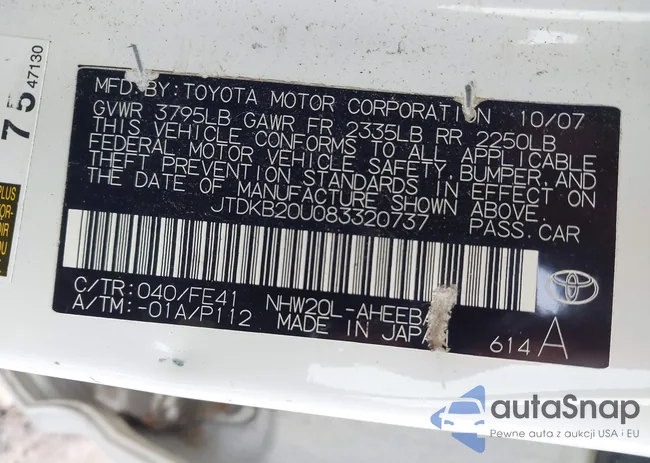 75
47130
PLUS
MFD.BY:TOYOTA MOTOR CORPORATION 10/07
GVWR 3795LB GAWR FR 2335LB RR 2250LB
THIS VEHICLE CONFORMS TO ALL APPLICABLE
FEDERAL MOTOR VEHICLE SAFETY,BUMPER,AND
THEFT PREVENTION STANDARDS IN EFFECT ON
THE DATE OF MANUFACTURE SHOWN ABOVE.
JTDKB20U083320737 PASS.CAR
C/TR: 040/FE41 NHW20L-AHEEBA
A/TM: -01A/P112 MADE IN JAPAN
614 A
autaSnap
Pewne auta z aukcji USA i EU